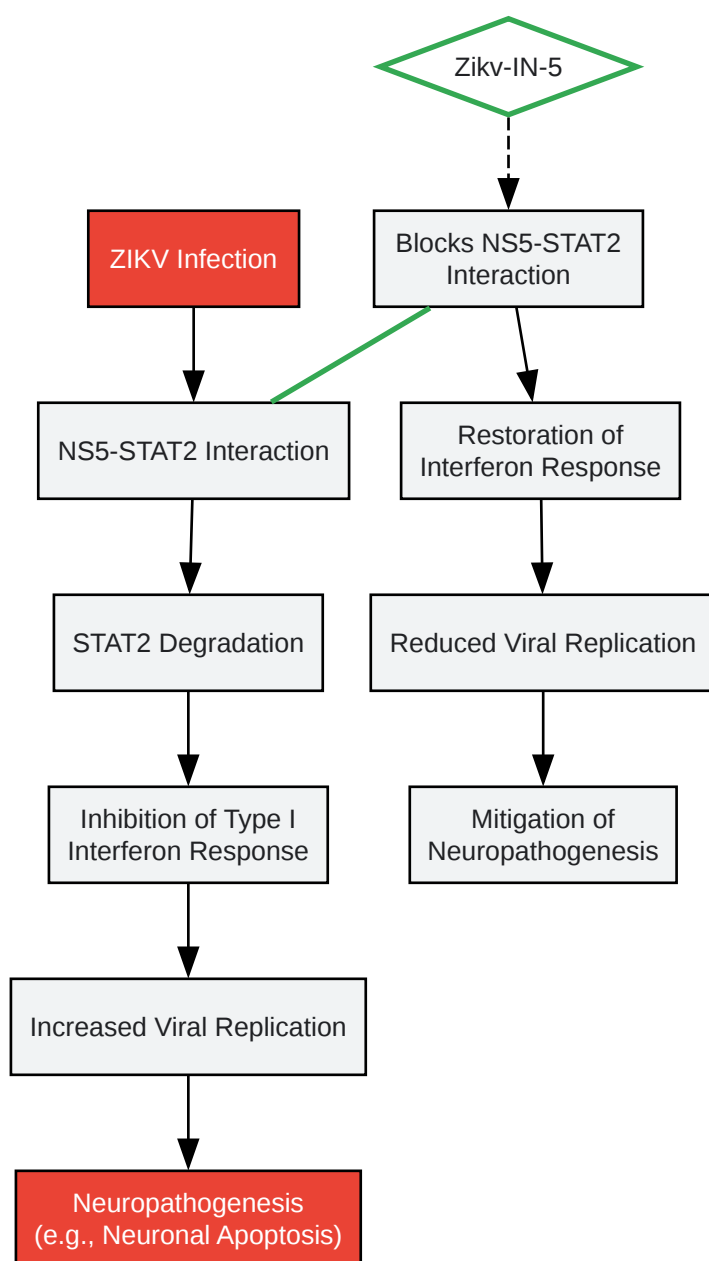 Zikv-IN-5
ZIKV Infection
Blocks NS5-STAT2
Interaction
NS5-STAT2 Interaction
Restoration of
Interferon Response
STAT2 Degradation
Reduced Viral Replication
Inhibition of Type I
Interferon Response
Mitigation of
Neuropathogenesis
Increased Viral Replication
Neuropathogenesis
(e.g., Neuronal Apoptosis)